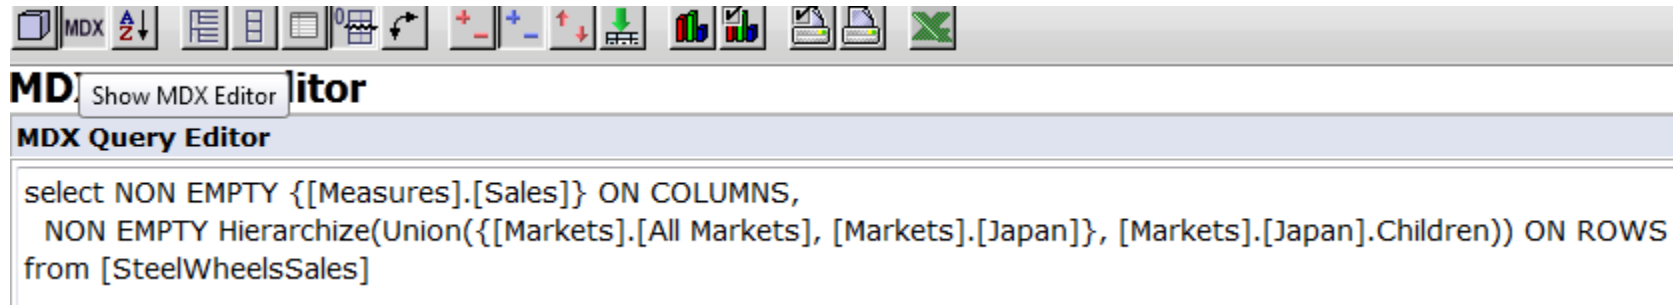 MDX
MD itor
Show MDX Editor
MDX Query Editor
select NON EMPTY {[Measures].[Sales]} ON COLUMNS,
NON EMPTY Hierarchize(Union({[Markets].[All Markets], [Markets].[Japan]}, [Markets].[Japan].Children)) ON ROWS
from [SteelWheelsSales]